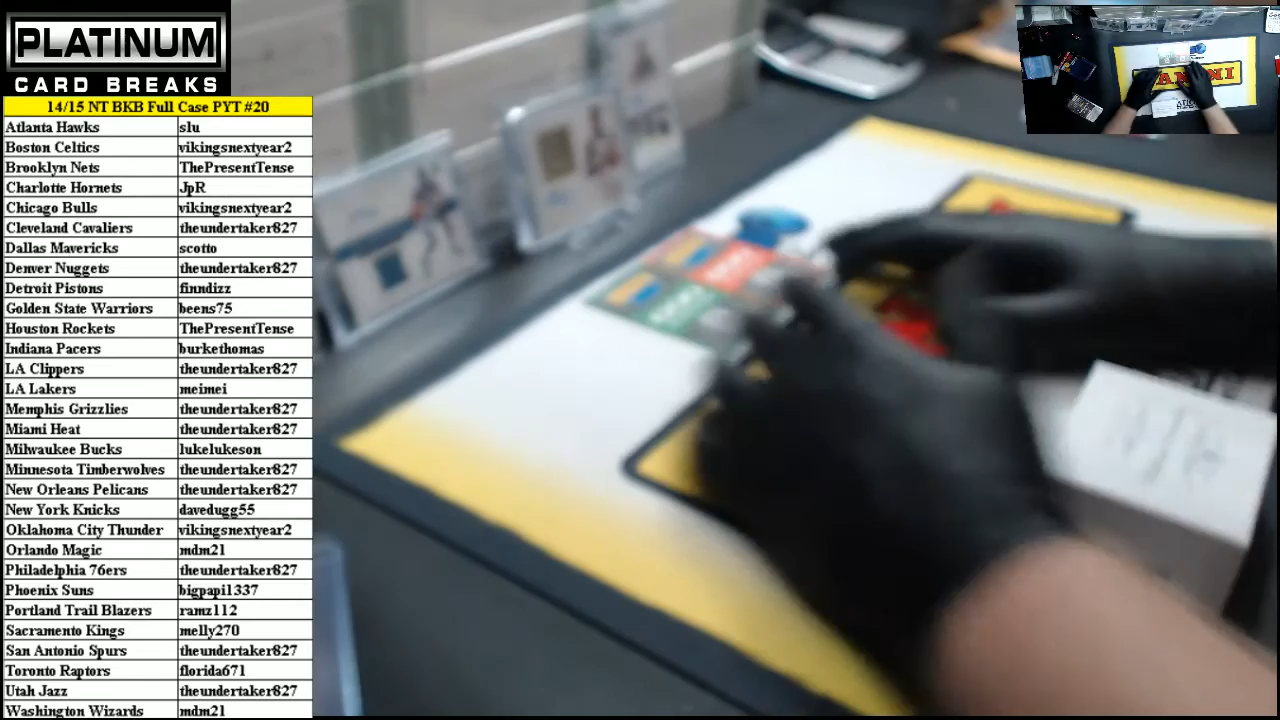 PLATINUM
CARD BREAKS
14/15 NT BKB Full Case PYT #20
Atlanta Hawks slu
Boston Celtics vikingsnextyear2
Brooklyn Nets ThePresentTense
Charlotte Hornets JpR
Chicago Bulls vikingsnextyear2
Cleveland Cavaliers theundertaker827
Dallas Mavericks scotto
Denver Nuggets theundertaker827
Detroit Pistons finndizz
Golden State Warriors beens75
Houston Rockets ThePresentTense
Indiana Pacers burkethomas
LA Clippers theundertaker827
LA Lakers meimei
Memphis Grizzlies theundertaker827
Miami Heat theundertaker827
Milwaukee Bucks lukelukeson
Minnesota Timberwolves theundertaker827
New Orleans Pelicans theundertaker827
New York Knicks davedugg55
Oklahoma City Thunder vikingsnextyear2
Orlando Magic mdm21
Philadelphia 76ers theundertaker827
Phoenix Suns bigpapi1337
Portland Trail Blazers ramz112
Sacramento Kings melly270
San Antonio Spurs theundertaker827
Toronto Raptors florida671
Utah Jazz theundertaker827
Washington Wizards mdm21